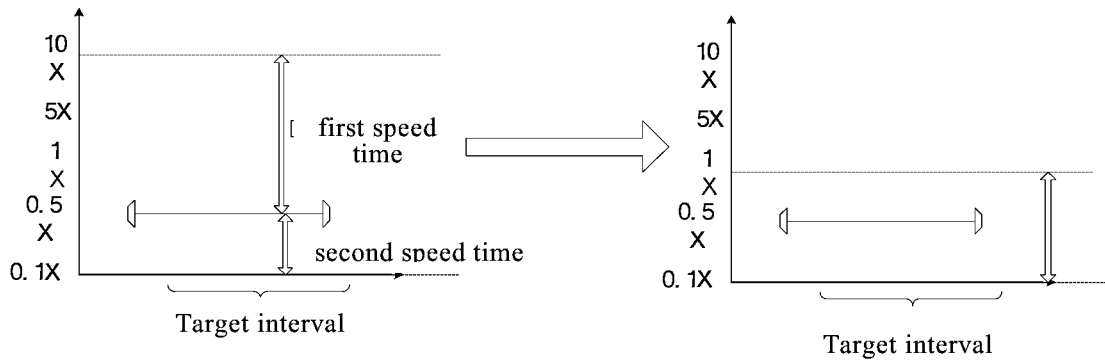 10
X
5X
1
X
0.5
X
0.1X
first speed
time
second speed time
Target interval
10
X
5X
1
X
0.5
X
0.1X
Target interval